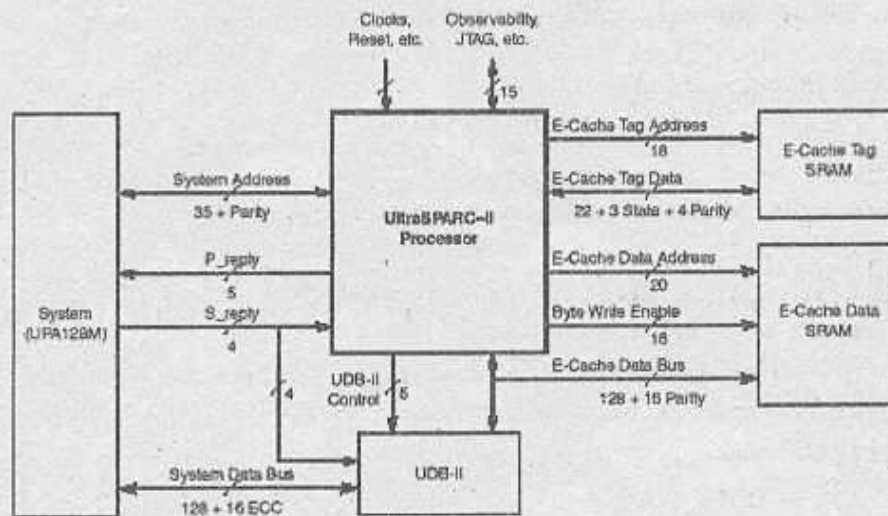 Clocks,
Reset, etc.
Observability,
JTAG, etc.
15
E-Cache Tag Address
18
E-Cache Tag
SRAM
System Address
35 + Parity
E-Cache Tag Data
22 + 3 State + 4 Parity
UltraSPARC-II
Processor
P_reply
5
E-Cache Data Address
20
System
(UPA128M)
S_reply
4
Byte Write Enable
16
E-Cache Data
SRAM
UDB-II
Control
4
5
E-Cache Data Bus
128 + 16 Parity
System Data Bus
128 + 16 ECC
UDB-II